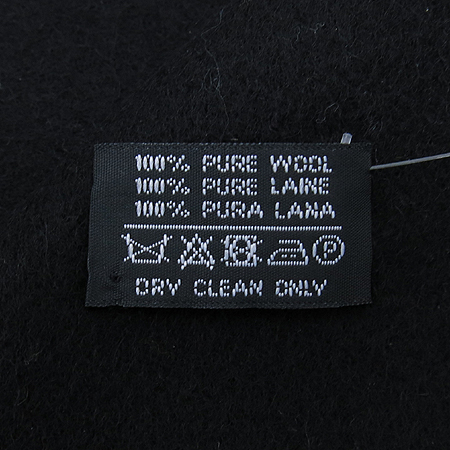 100% PURE WOOL
100% PURE LAINE
100% PURA LANA
P
DRY CLEAN ONLY